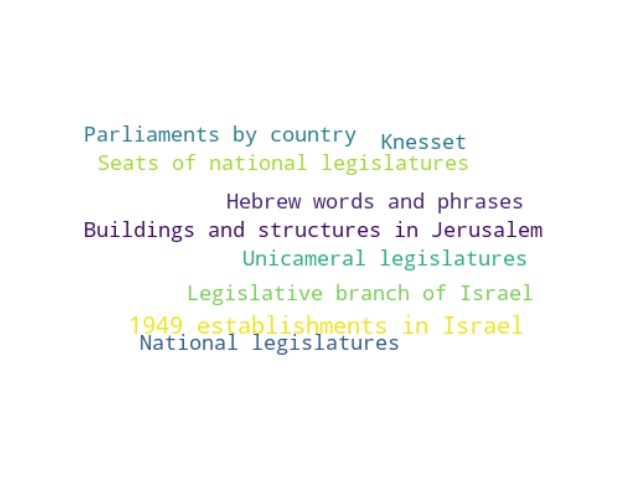 Parliaments by country
Knesset
Seats of national legislatures
Hebrew words and phrases
Buildings and structures in Jerusalem
Unicameral legislatures
Legislative branch of Israel
1949 establishments in Israel
National legislatures